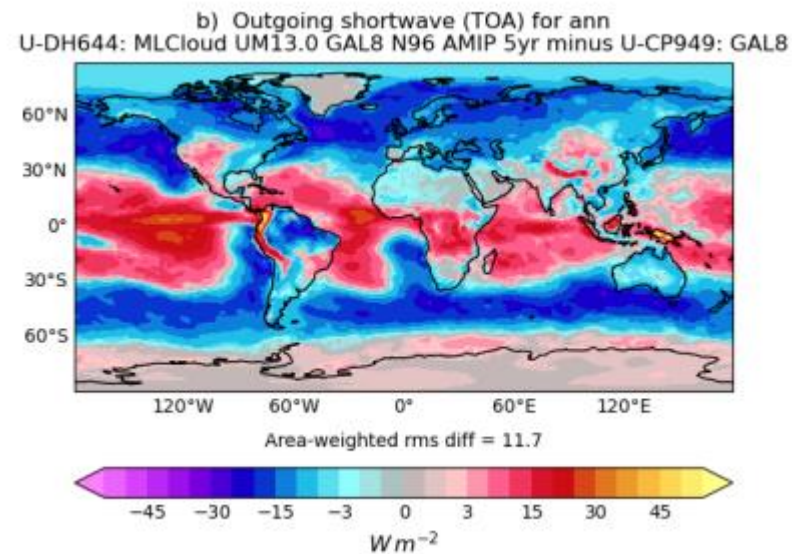 b) Outgoing shortwave (TOA) for ann
U-DH644: MLCloud UM13.0 GAL8 N96 AMIP 5yr minus U-CP949: GAL8
60°N
30°N
0°
30°S
60°S
120°W 60°W 0° 60°E 120°E
Area-weighted rms diff = 11.7
−45 −30 −15 −3 0 3 15 30 45
W m⁻²